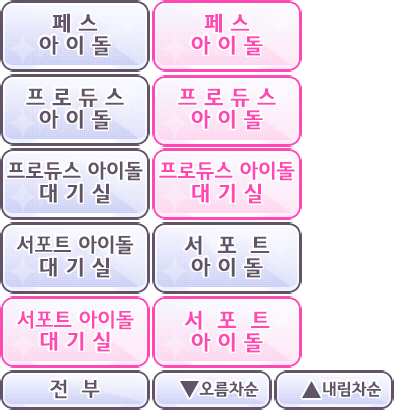 페스
아이돌
페스
아이돌
프로듀스
아이돌
프로듀스
아이돌
프로듀스 아이돌
대기실
프로듀스 아이돌
대기실
서포트 아이돌
대기실
서포트
아이돌
서포트 아이돌
대기실
서포트
아이돌
전부
▼오름차순
▲내림차순